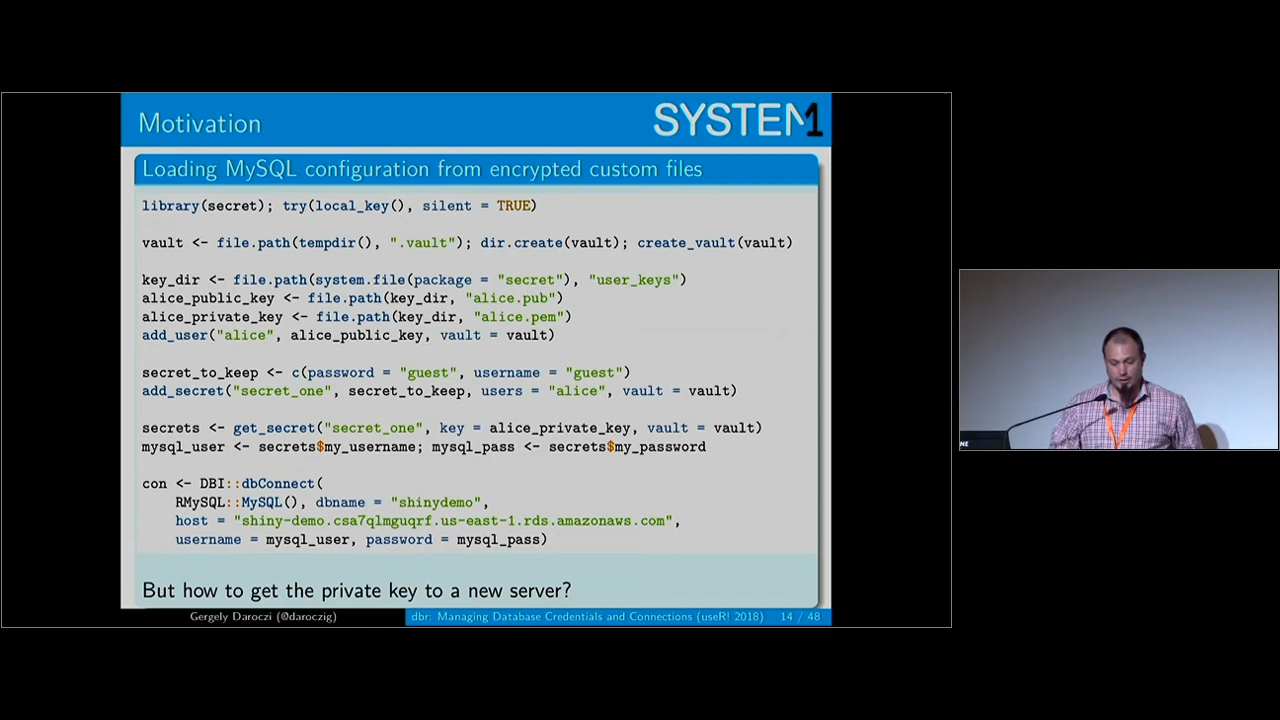 Motivation
SYSTEM1
Loading MySQL configuration from encrypted custom files
library(secret); try(local_key(), silent = TRUE)
vault <- file.path(tempdir(), ".vault"); dir.create(vault); create_vault(vault)
key_dir <- file.path(system.file(package = "secret"), "user_keys")
alice_public_key <- file.path(key_dir, "alice.pub")
alice_private_key <- file.path(key_dir, "alice.pem")
add_user("alice", alice_public_key, vault = vault)
secret_to_keep <- c(password = "guest", username = "guest")
add_secret("secret_one", secret_to_keep, users = "alice", vault = vault)
secrets <- get_secret("secret_one", key = alice_private_key, vault = vault)
mysql_user <- secrets$my_username; mysql_pass <- secrets$my_password
con <- DBI::dbConnect(
RMySQL::MySQL(), dbname = "shinydemo",
host = "shiny-demo.csa7qlmguqrf.us-east-1.rds.amazonaws.com",
username = mysql_user, password = mysql_pass)
But how to get the private key to a new server?
Gergely Daroczi (@daroczig)
dbr: Managing Database Credentials and Connections (useR! 2018)
14 / 48
NE